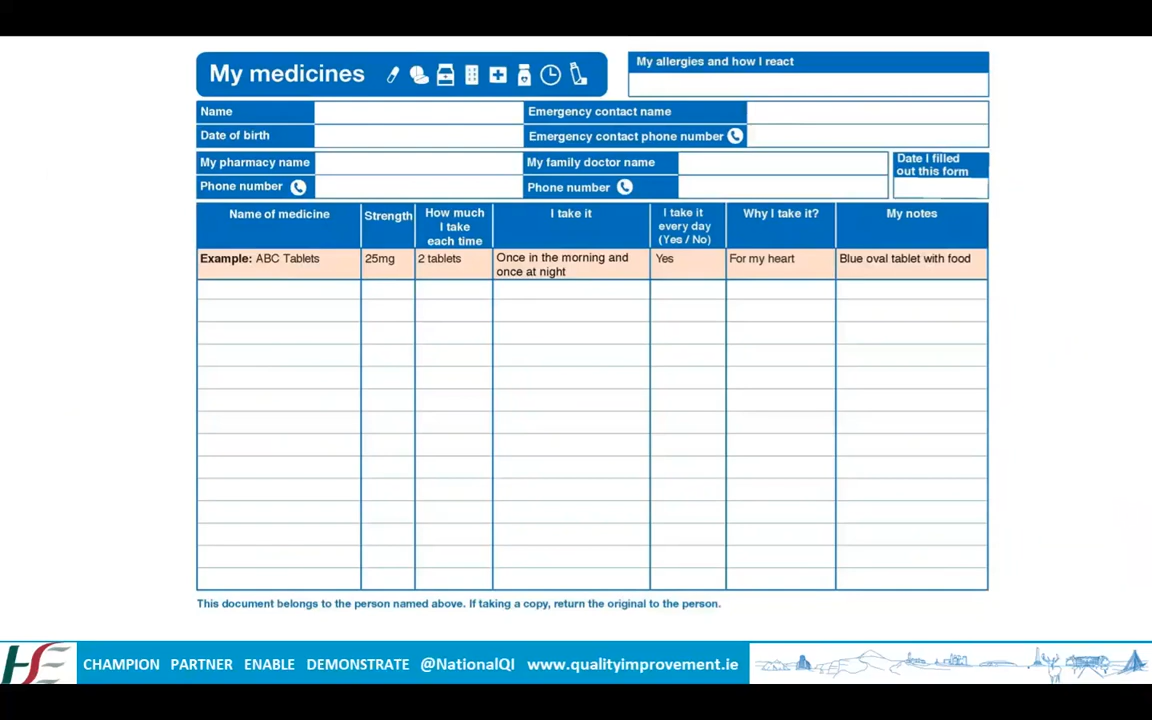 My medicines
My allergies and how I react
Name
Emergency contact name
Date of birth
Emergency contact phone number
My pharmacy name
My family doctor name
Date I filled
out this form
Phone number
Phone number
Name of medicine
Strength
How much
I take
each time
I take it
I take it
every day
(Yes / No)
Why I take it?
My notes
Example: ABC Tablets
25mg
2 tablets
Once in the morning and
once at night
Yes
For my heart
Blue oval tablet with food
This document belongs to the person named above. If taking a copy, return the original to the person.
HSE
CHAMPION PARTNER ENABLE DEMONSTRATE @NationalQI www.qualityimprovement.ie